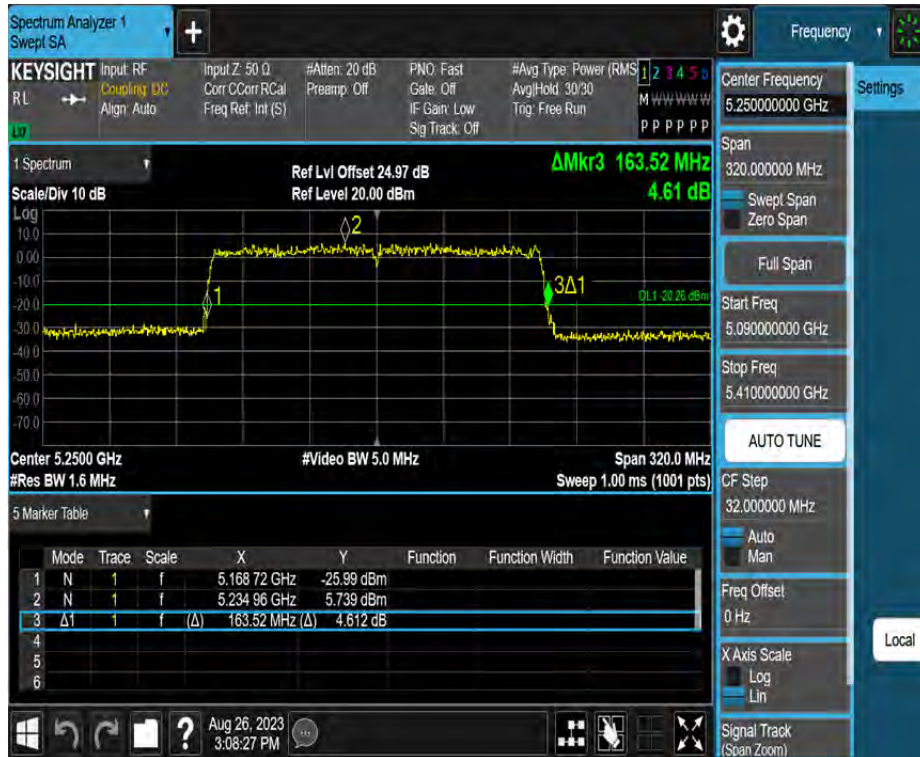 Spectrum Analyzer 1
Swept SA
Frequency
KEYSIGHT
RL
LXI
Input: RF
Coupling: DC
Align: Auto
Input Z: 50 Ω
Corr CCorr RCal
Freq Ref: Int (S)
#Atten: 20 dB
Preamp: Off
PNO: Fast
Gate: Off
IF Gain: Low
Sig Track: Off
#Avg Type: Power (RMS
Avg|Hold: 30/30
Trig: Free Run
1 2 3 4 5 6
M W W W W W
P P P P P P
1 Spectrum
Scale/Div 10 dB
Ref Lvl Offset 24.97 dB
Ref Level 20.00 dBm
ΔMkr3 163.52 MHz
4.61 dB
Log
10.0
0.00
-10.0
-20.0
-30.0
-40.0
-50.0
-60.0
-70.0
2
1
3Δ1
DL1 -20.26 dBm
Center 5.2500 GHz
#Video BW 5.0 MHz
Span 320.0 MHz
#Res BW 1.6 MHz
Sweep 1.00 ms (1001 pts)
5 Marker Table
Mode Trace Scale X Y Function Function Width Function Value
1 N 1 f 5.168 72 GHz -25.99 dBm
2 N 1 f 5.234 96 GHz 5.739 dBm
3 Δ1 1 f (Δ) 163.52 MHz (Δ) 4.612 dB
4
5
6
Aug 26, 2023
3:08:27 PM
Center Frequency
5.250000000 GHz
Span
320.000000 MHz
Swept Span
Zero Span
Full Span
Start Freq
5.090000000 GHz
Stop Freq
5.410000000 GHz
AUTO TUNE
CF Step
32.000000 MHz
Auto
Man
Freq Offset
0 Hz
X Axis Scale
Log
Lin
Signal Track
(Span Zoom)
Settings
Local